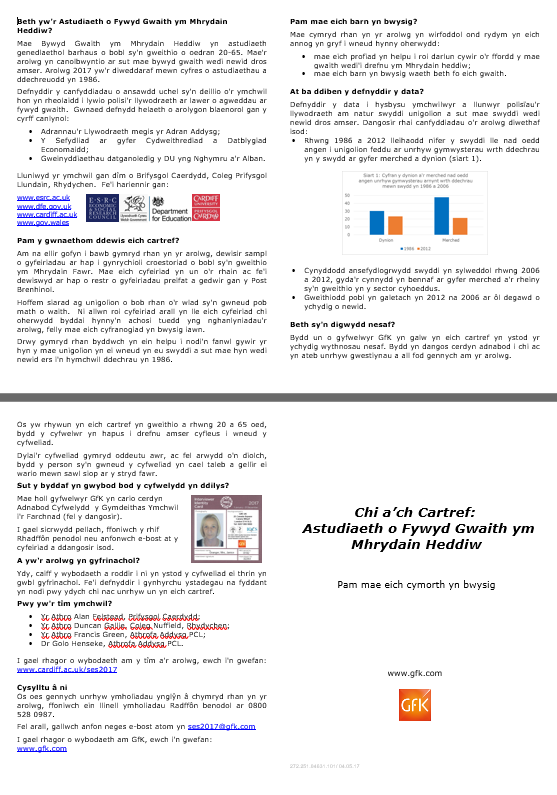 Beth yw'r Astudiaeth o Fywyd Gwaith ym Mhrydain
Heddiw?
Mae Bywyd Gwaith ym Mhrydain Heddiw yn astudiaeth
genedlaethol barhaus o bobl sy'n gweithio o oedran 20-65. Mae'r
arolwg yn canolbwyntio ar sut mae bywyd gwaith wedi newid dros
amser. Arolwg 2017 yw'r diweddaraf mewn cyfres o astudiaethau a
ddechreuodd yn 1986.
Defnyddir y canfyddiadau o ansawdd uchel sy'n deillio o'r ymchwil
hon yn rheolaidd i lywio polisi'r llywodraeth ar lawer o agweddau ar
fywyd gwaith. Gwnaed defnydd helaeth o arolygon blaenorol gan y
cyrff canlynol:
• Adrannau'r Llywodraeth megis yr Adran Addysg;
• Y Sefydliad ar gyfer Cydweithrediad a Datblygiad
Economaidd;
• Gweinyddiaethau datganoledig y DU yng Nghymru a'r Alban.
Lluniwyd yr ymchwil gan dîm o Brifysgol Caerdydd, Coleg Prifysgol
Llundain, Rhydychen. Fe'i hariennir gan:
www.esrc.ac.uk
www.dfe.gov.uk
www.cardiff.ac.uk
www.gov.wales
E·S·R·C
ECONOMIC
& SOCIAL
RESEARCH
COUNCIL
Llywodraeth Cymru
Welsh Government
Department
for Education
CARDIFF
UNIVERSITY
PRIFYSGOL
CAERDYDD
Pam y gwnaethom ddewis eich cartref?
Am na ellir gofyn i bawb gymryd rhan yn yr arolwg, dewisir sampl
o gyfeiriadau ar hap i gynrychioli croestoriad o bobl sy'n gweithio
ym Mhrydain Fawr. Mae eich cyfeiriad yn un o'r rhain ac fe'i
dewiswyd ar hap o restr o gyfeiriadau preifat a gedwir gan y Post
Brenhinol.
Hoffem siarad ag unigolion o bob rhan o'r wlad sy'n gwneud pob
math o waith. Ni allwn roi cyfeiriad arall yn lle eich cyfeiriad chi
oherwydd byddai hynny'n achosi tuedd yng nghanlyniadau'r
arolwg, felly mae eich cyfranogiad yn bwysig iawn.
Drwy gymryd rhan byddwch yn ein helpu i nodi'n fanwl gywir yr
hyn y mae unigolion yn ei wneud yn eu swyddi a sut mae hyn wedi
newid ers i'n hymchwil ddechrau yn 1986.
Pam mae eich barn yn bwysig?
Mae cymryd rhan yn yr arolwg yn wirfoddol ond rydym yn eich
annog yn gryf i wneud hynny oherwydd:
• mae eich profiad yn helpu i roi darlun cywir o'r ffordd y mae
gwaith wedi'i drefnu ym Mhrydain heddiw;
• mae eich barn yn bwysig waeth beth fo eich gwaith.
At ba ddiben y defnyddir y data?
Defnyddir y data i hysbysu ymchwilwyr a llunwyr polisïau'r
llywodraeth am natur swyddi unigolion a sut mae swyddi wedi
newid dros amser. Dangosir rhai canfyddiadau o'r arolwg diwethaf
isod:
• Rhwng 1986 a 2012 lleihaodd nifer y swyddi lle nad oedd
angen i unigolion feddu ar unrhyw gymwysterau wrth ddechrau
yn y swydd ar gyfer merched a dynion (siart 1).
Siart 1: Cyfran y dynion a'r merched nad oedd
angen unrhyw gymwysterau arnynt wrth ddechrau
mewn swydd yn 1986 a 2006
50
40
30
20
10
0
Dynion
Merched
1986 2012
• Cynyddodd ansefydlogrwydd swyddi yn sylweddol rhwng 2006
a 2012, gyda'r cynnydd yn bennaf ar gyfer merched a'r rheiny
sy'n gweithio yn y sector cyhoeddus.
• Gweithiodd pobl yn galetach yn 2012 na 2006 ar ôl degawd o
ychydig o newid.
Beth sy'n digwydd nesaf?
Bydd un o gyfwelwyr GfK yn galw yn eich cartref yn ystod yr
ychydig wythnosau nesaf. Bydd yn dangos cerdyn adnabod i chi ac
yn ateb unrhyw gwestiynau a all fod gennych am yr arolwg.
Os yw rhywun yn eich cartref yn gweithio a rhwng 20 a 65 oed,
bydd y cyfwelwr yn hapus i drefnu amser cyfleus i wneud y
cyfweliad.
Dylai'r cyfweliad gymryd oddeutu awr, ac fel arwydd o'n diolch,
bydd y person sy'n gwneud y cyfweliad yn cael taleb a gellir ei
wario mewn sawl siop ar y stryd fawr.
Sut y byddaf yn gwybod bod y cyfwelydd yn ddilys?
Mae holl gyfwelwyr GfK yn cario cerdyn
Adnabod Cyfwelydd y Gymdeithas Ymchwil
i'r Farchnad (fel y dangosir).
I gael sicrwydd pellach, ffoniwch y rhif
Rhadffôn penodol neu anfonwch e-bost at y
cyfeiriad a ddangosir isod.
A yw'r arolwg yn gyfrinachol?
Ydy, caiff y wybodaeth a roddir i ni yn ystod y cyfweliad ei thrin yn
gwbl gyfrinachol. Fe'i defnyddir i gynhyrchu ystadegau na fyddant
yn nodi pwy ydych chi nac unrhyw un yn eich cartref.
Pwy yw'r tîm ymchwil?
• Yr Athro Alan Felstead, Prifysgol Caerdydd;
• Yr Athro Duncan Gallie, Coleg Nuffield, Rhydychen;
• Yr Athro Francis Green, Athrofa Addysg PCL;
• Dr Golo Henseke, Athrofa Addysg PCL.
I gael rhagor o wybodaeth am y tîm a'r arolwg, ewch i'n gwefan:
www.cardiff.ac.uk/ses2017
Cysylltu â ni
Os oes gennych unrhyw ymholiadau ynglŷn â chymryd rhan yn yr
arolwg, ffoniwch ein llinell ymholiadau Radffôn benodol ar 0800
528 0987.
Fel arall, gallwch anfon neges e-bost atom yn ses2017@gfk.com
I gael rhagor o wybodaeth am GfK, ewch i'n gwefan:
www.gfk.com
Chi a'ch Cartref:
Astudiaeth o Fywyd Gwaith ym
Mhrydain Heddiw
Pam mae eich cymorth yn bwysig
www.gfk.com
GfK